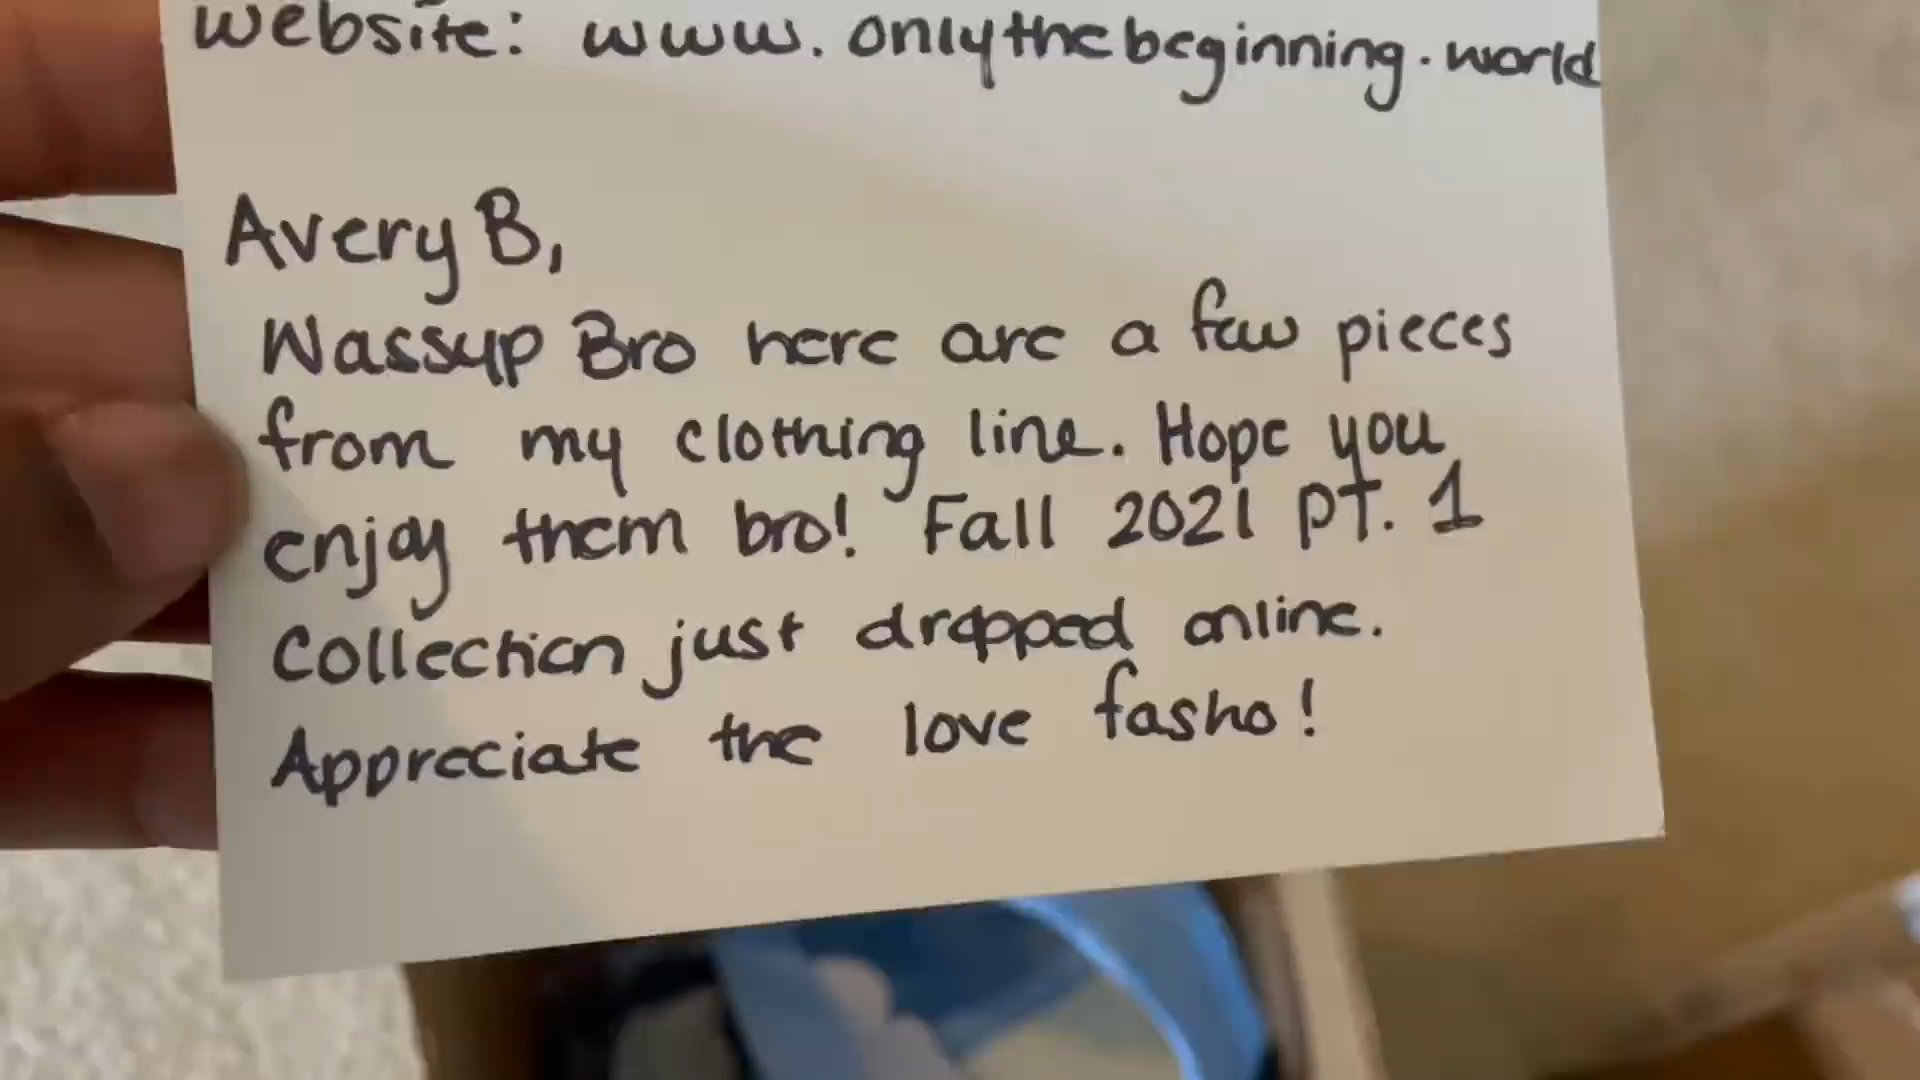 website: www.onlythebeginning.world
Avery B,
Wassup Bro here are a few pieces
from my clothing line. Hope you
enjoy them bro! Fall 2021 pt. 1
Collection just dropped online.
Appreciate the love fasho!